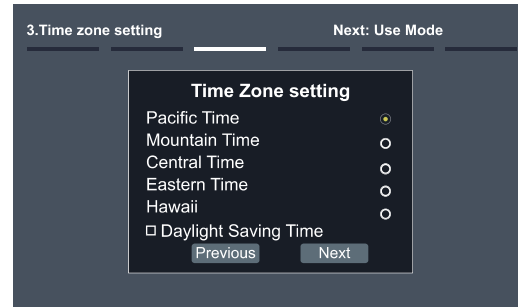 3.Time zone setting
Next: Use Mode
Time Zone setting
Pacific Time
Mountain Time
Central Time
Eastern Time
Hawaii
Daylight Saving Time
Previous
Next